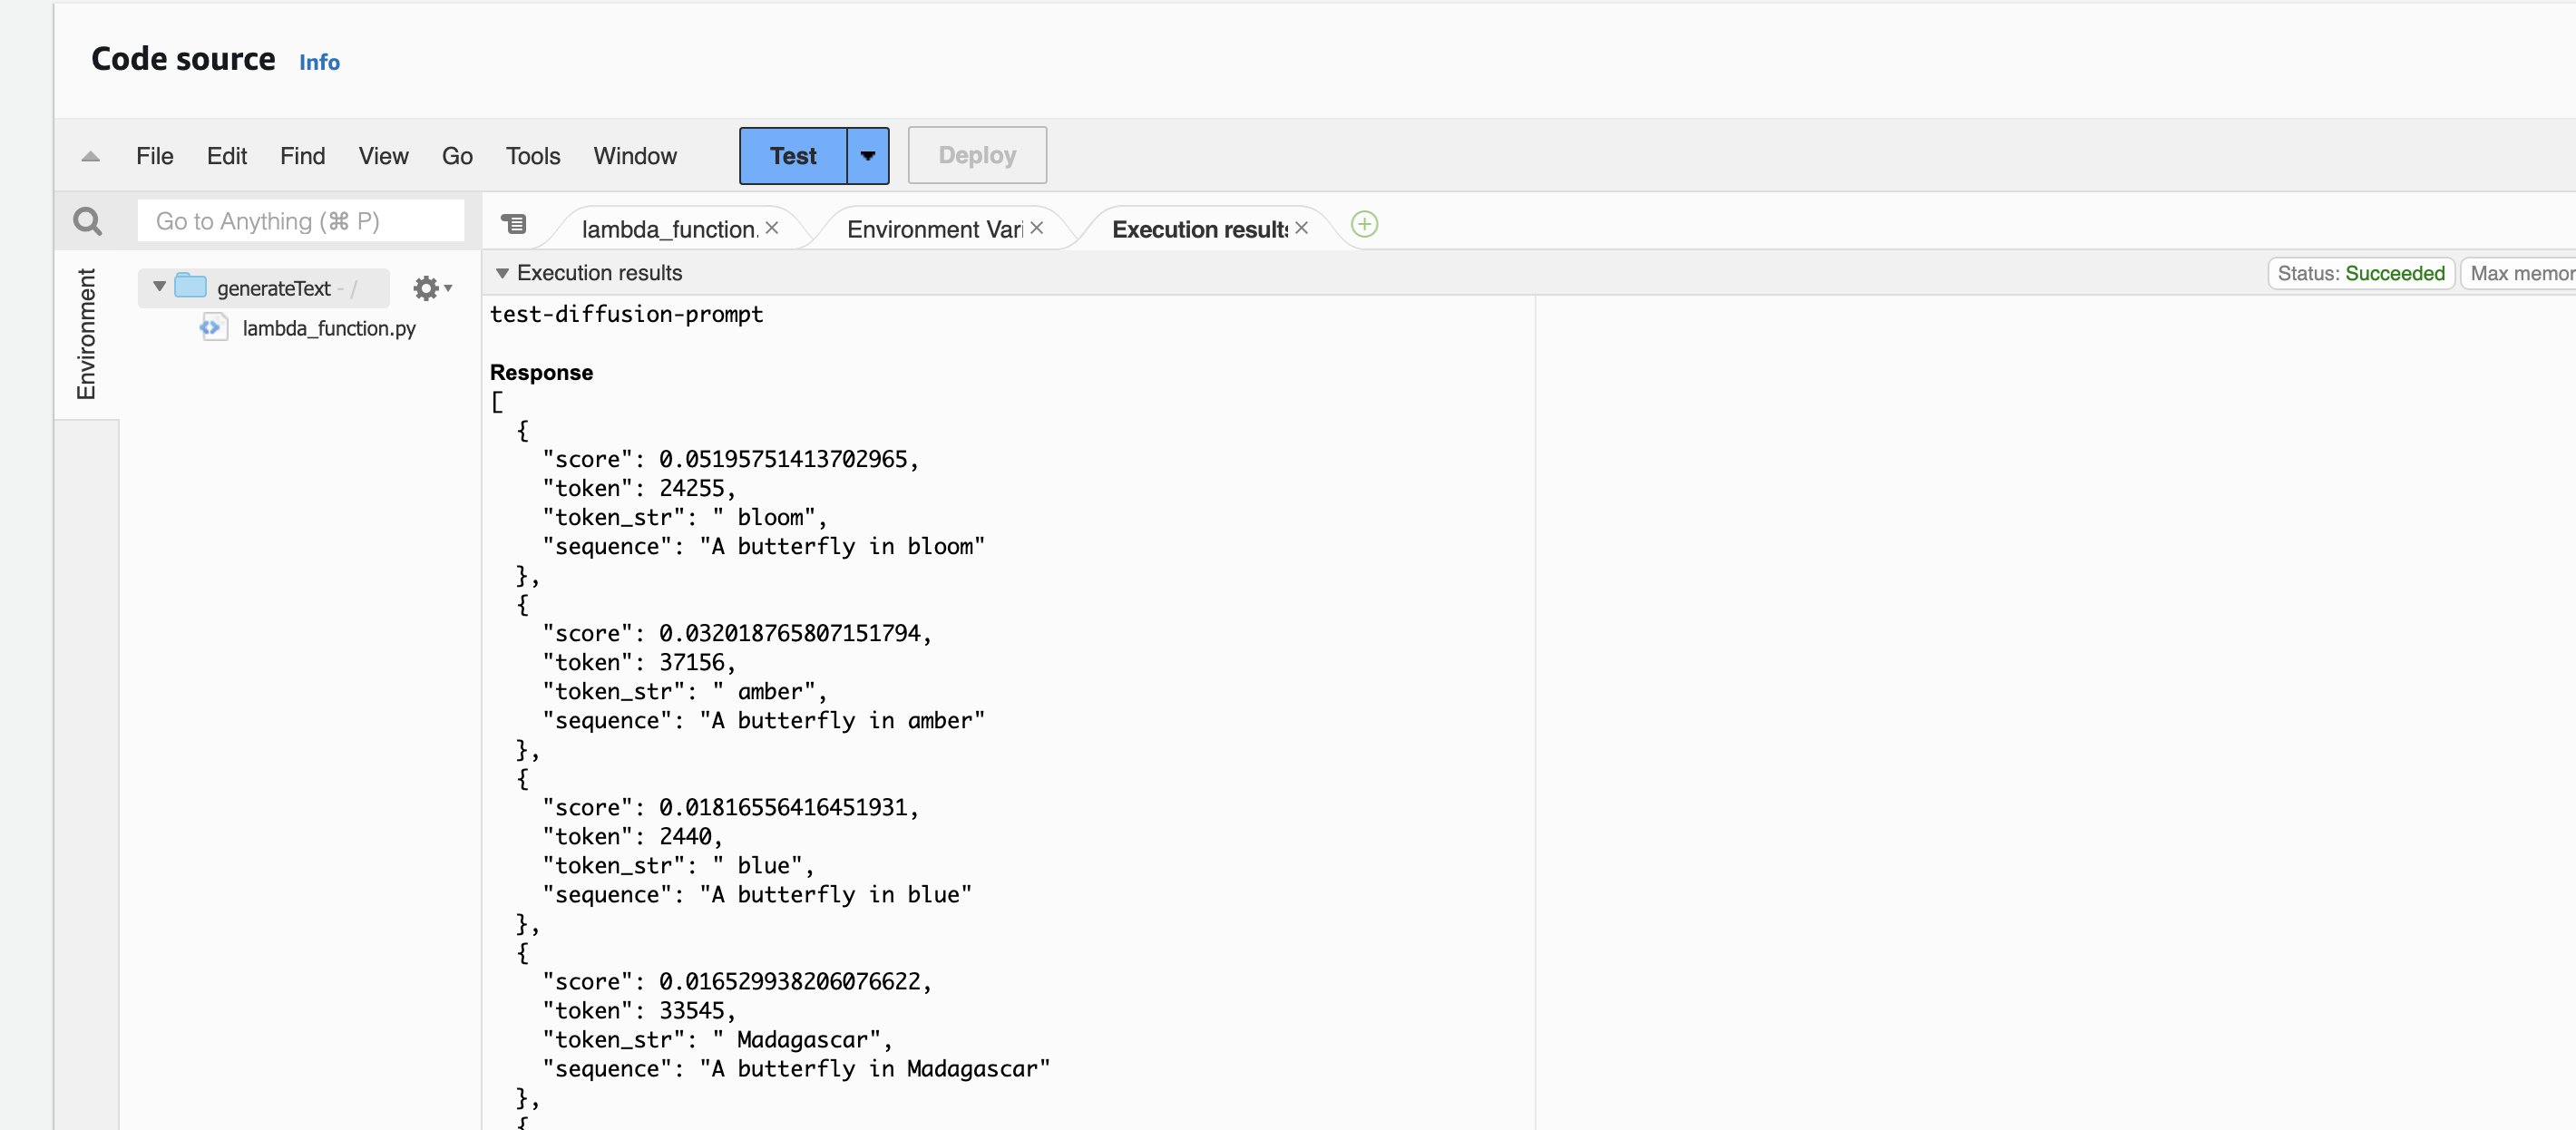 Code source Info
File Edit Find View Go Tools Window Test Deploy
Go to Anything (⌘ P)
lambda_function. Environment Vari Execution results
Environment
generateText - /
lambda_function.py
Execution results
Status: Succeeded
Max memor
test-diffusion-prompt
Response
[
{
"score": 0.05195751413702965,
"token": 24255,
"token_str": " bloom",
"sequence": "A butterfly in bloom"
},
{
"score": 0.032018765807151794,
"token": 37156,
"token_str": " amber",
"sequence": "A butterfly in amber"
},
{
"score": 0.01816556416451931,
"token": 2440,
"token_str": " blue",
"sequence": "A butterfly in blue"
},
{
"score": 0.016529938206076622,
"token": 33545,
"token_str": " Madagascar",
"sequence": "A butterfly in Madagascar"
},
{